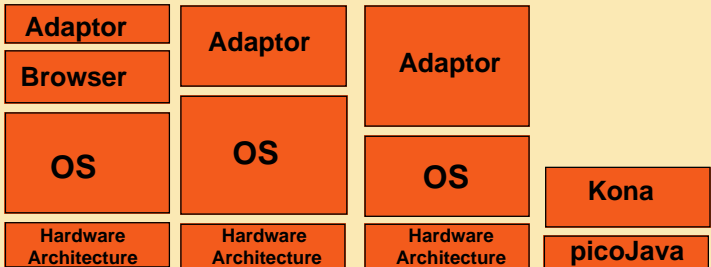 Adaptor
Browser
OS
Hardware
Architecture
Adaptor
OS
Hardware
Architecture
Adaptor
OS
Hardware
Architecture
Kona
picoJava